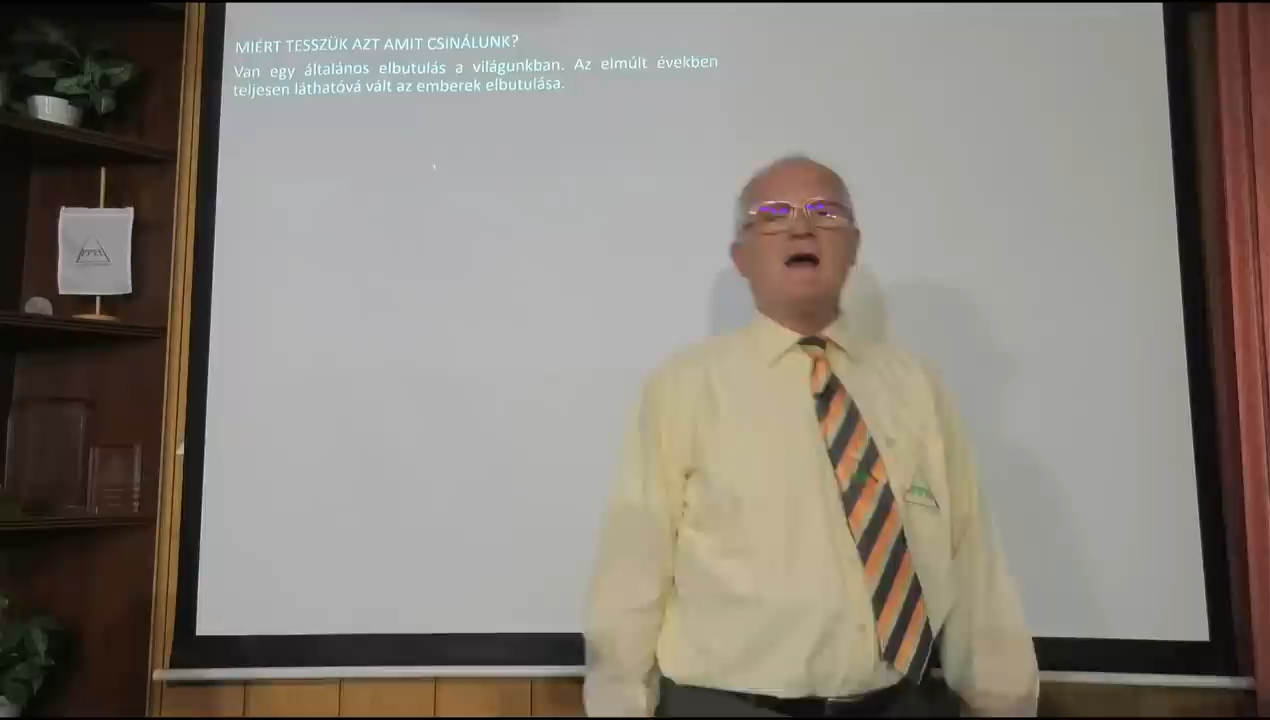 MIÉRT TESSZÜK AZT AMIT CSINÁLUNK?
Van egy általános elbutulás a világunkban. Az elmúlt években
teljesen láthatóvá vált az emberek elbutulása.